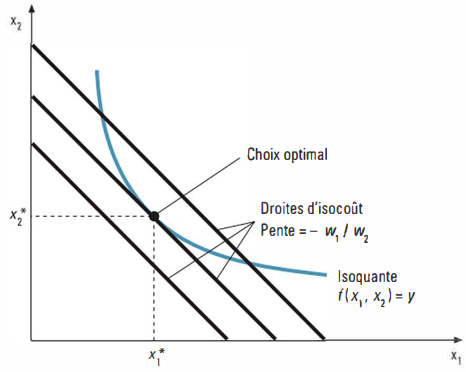 x₂
Choix optimal
x₂*
Droites d'isocoût
Pente = – w₁ / w₂
Isoquante
f(x₁, x₂) = y
x₁*
x₁